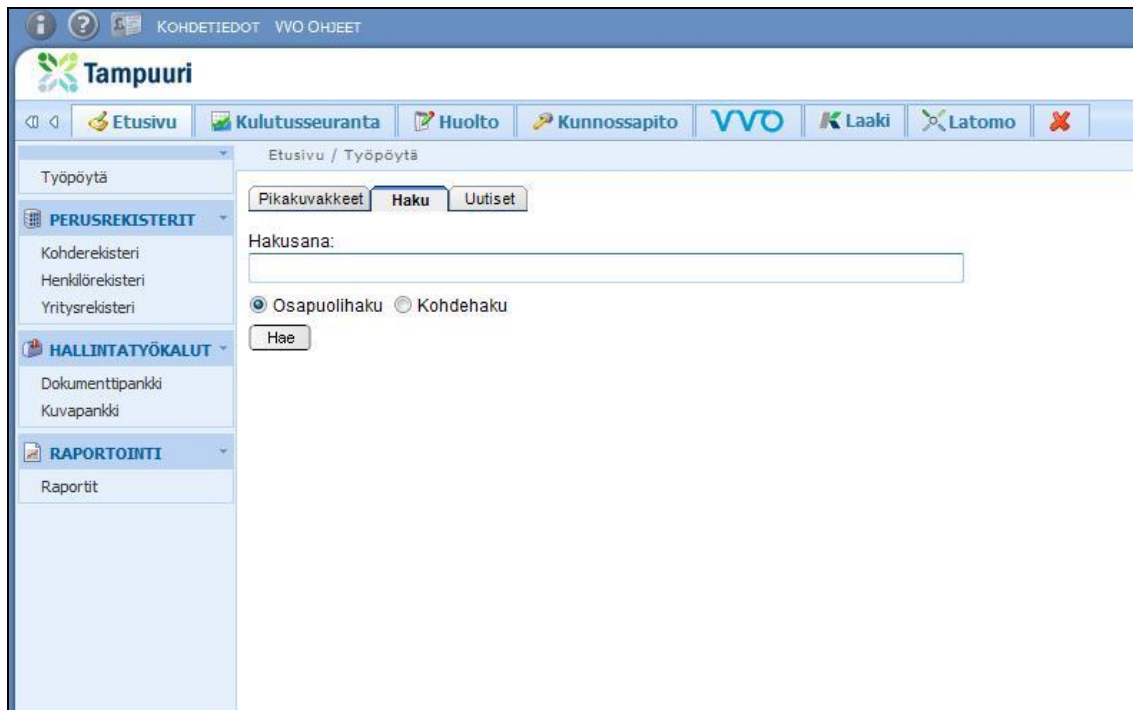 KOHDETIEDOT VVO OHJEET
Tampuuri
Etusivu Kulutusseuranta Huolto Kunnossapito VVO Laaki Latomo
Etusivu / Työpöytä
Työpöytä
Pikakuvakkeet Haku Uutiset
PERUSREKISTERIT
Hakusana:
Kohderekisteri
Henkilörekisteri
Yritysrekisteri
Osapuolihaku Kohdehaku
Hae
HALLINTATYÖKALUT
Dokumenttipankki
Kuvapankki
RAPORTOINTI
Raportit